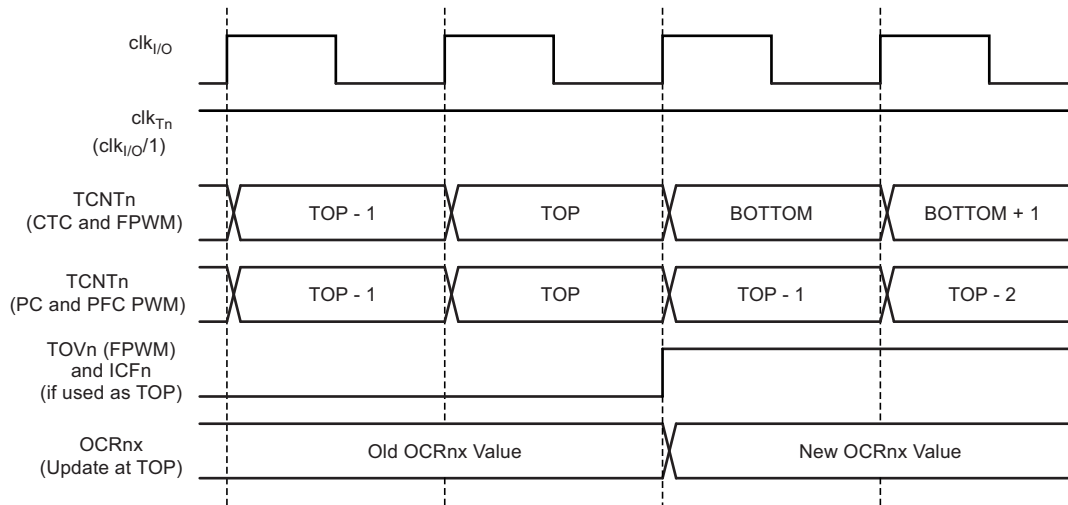 clkI/O
clkTn
(clkI/O/1)
TCNTn
(CTC and FPWM)
TOP - 1 TOP BOTTOM BOTTOM + 1
TCNTn
(PC and PFC PWM)
TOP - 1 TOP TOP - 1 TOP - 2
TOVn (FPWM)
and ICFn
(if used as TOP)
OCRnx
(Update at TOP)
Old OCRnx Value New OCRnx Value